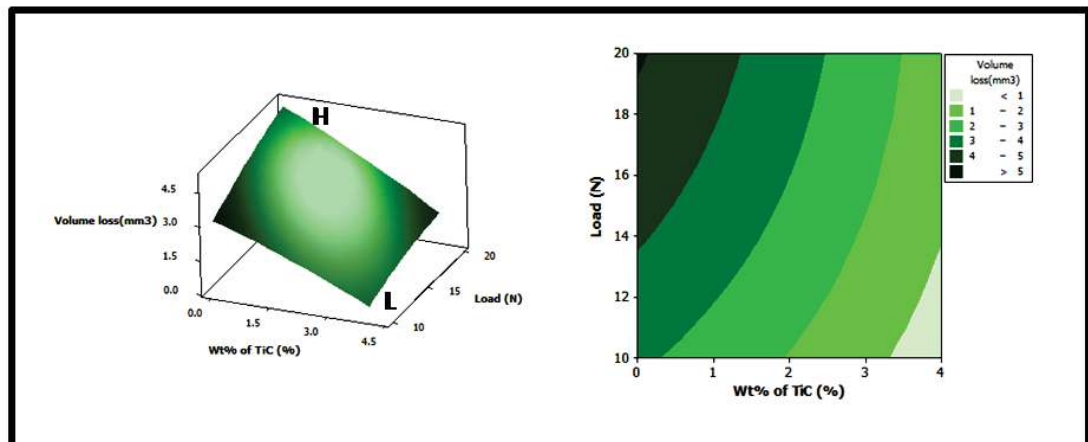 H
4.5
Volume loss(mm3) 3.0
1.5
0.0
0.0
1.5
3.0
4.5
Wt% of TiC (%)
L
10
15
20
Load (N)
20
18
16
14
12
10
Load (N)
0 1 2 3 4
Wt% of TiC (%)
Volume
loss(mm3)
< 1
1 – 2
2 – 3
3 – 4
4 – 5
> 5